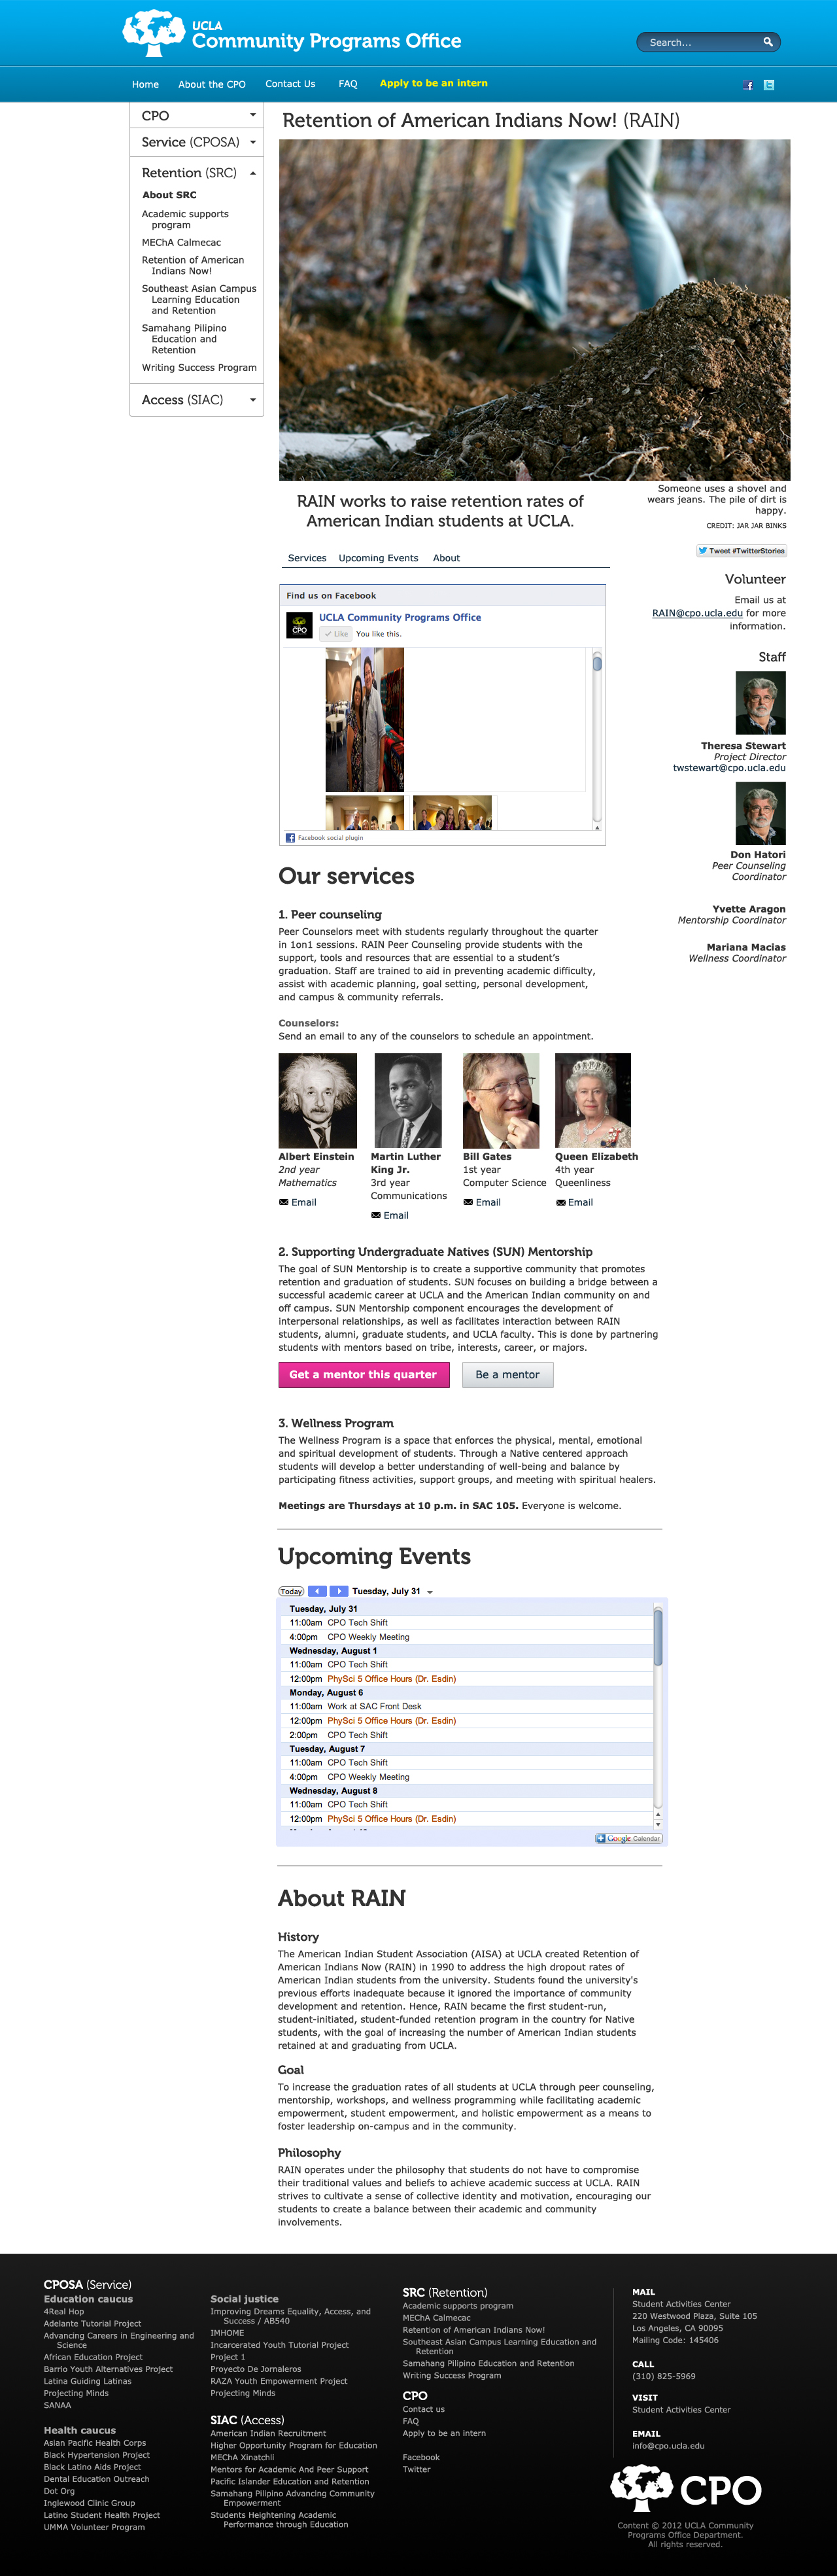 UCLA
Community Programs Office
Search...
Home
About the CPO
Contact Us
FAQ
Apply to be an intern
CPO
Service (CPOSA)
Retention (SRC)
About SRC
Academic supports
program
MEChA Calmecac
Retention of American
Indians Now!
Southeast Asian Campus
Learning Education
and Retention
Samahang Pilipino
Education and
Retention
Writing Success Program
Access (SIAC)
Retention of American Indians Now! (RAIN)
Someone uses a shovel and
wears jeans. The pile of dirt is
happy.
CREDIT: JAR JAR BINKS
RAIN works to raise retention rates of
American Indian students at UCLA.
Tweet #TwitterStories
Services
Upcoming Events
About
Volunteer
Email us at
RAIN@cpo.ucla.edu for more
information.
Staff
Theresa Stewart
Project Director
twstewart@cpo.ucla.edu
Don Hatori
Peer Counseling
Coordinator
Yvette Aragon
Mentorship Coordinator
Mariana Macias
Wellness Coordinator
Find us on Facebook
CPO
UCLA Community Programs Office
Like
You like this.
Facebook social plugin
Our services
1. Peer counseling
Peer Counselors meet with students regularly throughout the quarter
in 1on1 sessions. RAIN Peer Counseling provide students with the
support, tools and resources that are essential to a student's
graduation. Staff are trained to aid in preventing academic difficulty,
assist with academic planning, goal setting, personal development,
and campus & community referrals.
Counselors:
Send an email to any of the counselors to schedule an appointment.
Albert Einstein
2nd year
Mathematics
Email
Martin Luther
King Jr.
3rd year
Communications
Email
Bill Gates
1st year
Computer Science
Email
Queen Elizabeth
4th year
Queenliness
Email
2. Supporting Undergraduate Natives (SUN) Mentorship
The goal of SUN Mentorship is to create a supportive community that promotes
retention and graduation of students. SUN focuses on building a bridge between a
successful academic career at UCLA and the American Indian community on and
off campus. SUN Mentorship component encourages the development of
interpersonal relationships, as well as facilitates interaction between RAIN
students, alumni, graduate students, and UCLA faculty. This is done by partnering
students with mentors based on tribe, interests, career, or majors.
Get a mentor this quarter
Be a mentor
3. Wellness Program
The Wellness Program is a space that enforces the physical, mental, emotional
and spiritual development of students. Through a Native centered approach
students will develop a better understanding of well-being and balance by
participating fitness activities, support groups, and meeting with spiritual healers.
Meetings are Thursdays at 10 p.m. in SAC 105. Everyone is welcome.
Upcoming Events
Today
Tuesday, July 31
Tuesday, July 31
11:00am CPO Tech Shift
4:00pm CPO Weekly Meeting
Wednesday, August 1
11:00am CPO Tech Shift
12:00pm PhySci 5 Office Hours (Dr. Esdin)
Monday, August 6
11:00am Work at SAC Front Desk
12:00pm PhySci 5 Office Hours (Dr. Esdin)
2:00pm CPO Tech Shift
Tuesday, August 7
11:00am CPO Tech Shift
4:00pm CPO Weekly Meeting
Wednesday, August 8
11:00am CPO Tech Shift
12:00pm PhySci 5 Office Hours (Dr. Esdin)
Google Calendar
About RAIN
History
The American Indian Student Association (AISA) at UCLA created Retention of
American Indians Now (RAIN) in 1990 to address the high dropout rates of
American Indian students from the university. Students found the university's
previous efforts inadequate because it ignored the importance of community
development and retention. Hence, RAIN became the first student-run,
student-initiated, student-funded retention program in the country for Native
students, with the goal of increasing the number of American Indian students
retained at and graduating from UCLA.
Goal
To increase the graduation rates of all students at UCLA through peer counseling,
mentorship, workshops, and wellness programming while facilitating academic
empowerment, student empowerment, and holistic empowerment as a means to
foster leadership on-campus and in the community.
Philosophy
RAIN operates under the philosophy that students do not have to compromise
their traditional values and beliefs to achieve academic success at UCLA. RAIN
strives to cultivate a sense of collective identity and motivation, encouraging our
students to create a balance between their academic and community
involvements.
CPOSA (Service)
Education caucus
4Real Hop
Adelante Tutorial Project
Advancing Careers in Engineering and
Science
African Education Project
Barrio Youth Alternatives Project
Latina Guiding Latinas
Projecting Minds
SANAA
Health caucus
Asian Pacific Health Corps
Black Hypertension Project
Black Latino Aids Project
Dental Education Outreach
Dot Org
Inglewood Clinic Group
Latino Student Health Project
UMMA Volunteer Program
Social justice
Improving Dreams Equality, Access, and
Success / AB540
IMHOME
Incarcerated Youth Tutorial Project
Project 1
Proyecto De Jornaleros
RAZA Youth Empowerment Project
Projecting Minds
SIAC (Access)
American Indian Recruitment
Higher Opportunity Program for Education
MEChA Xinatchli
Mentors for Academic And Peer Support
Pacific Islander Education and Retention
Samahang Pilipino Advancing Community
Empowerment
Students Heightening Academic
Performance through Education
SRC (Retention)
Academic supports program
MEChA Calmecac
Retention of American Indians Now!
Southeast Asian Campus Learning Education and
Retention
Samahang Pilipino Education and Retention
Writing Success Program
CPO
Contact us
FAQ
Apply to be an intern
Facebook
Twitter
MAIL
Student Activities Center
220 Westwood Plaza, Suite 105
Los Angeles, CA 90095
Mailing Code: 145406
CALL
(310) 825-5969
VISIT
Student Activities Center
EMAIL
info@cpo.ucla.edu
CPO
Content © 2012 UCLA Community
Programs Office Department.
All rights reserved.